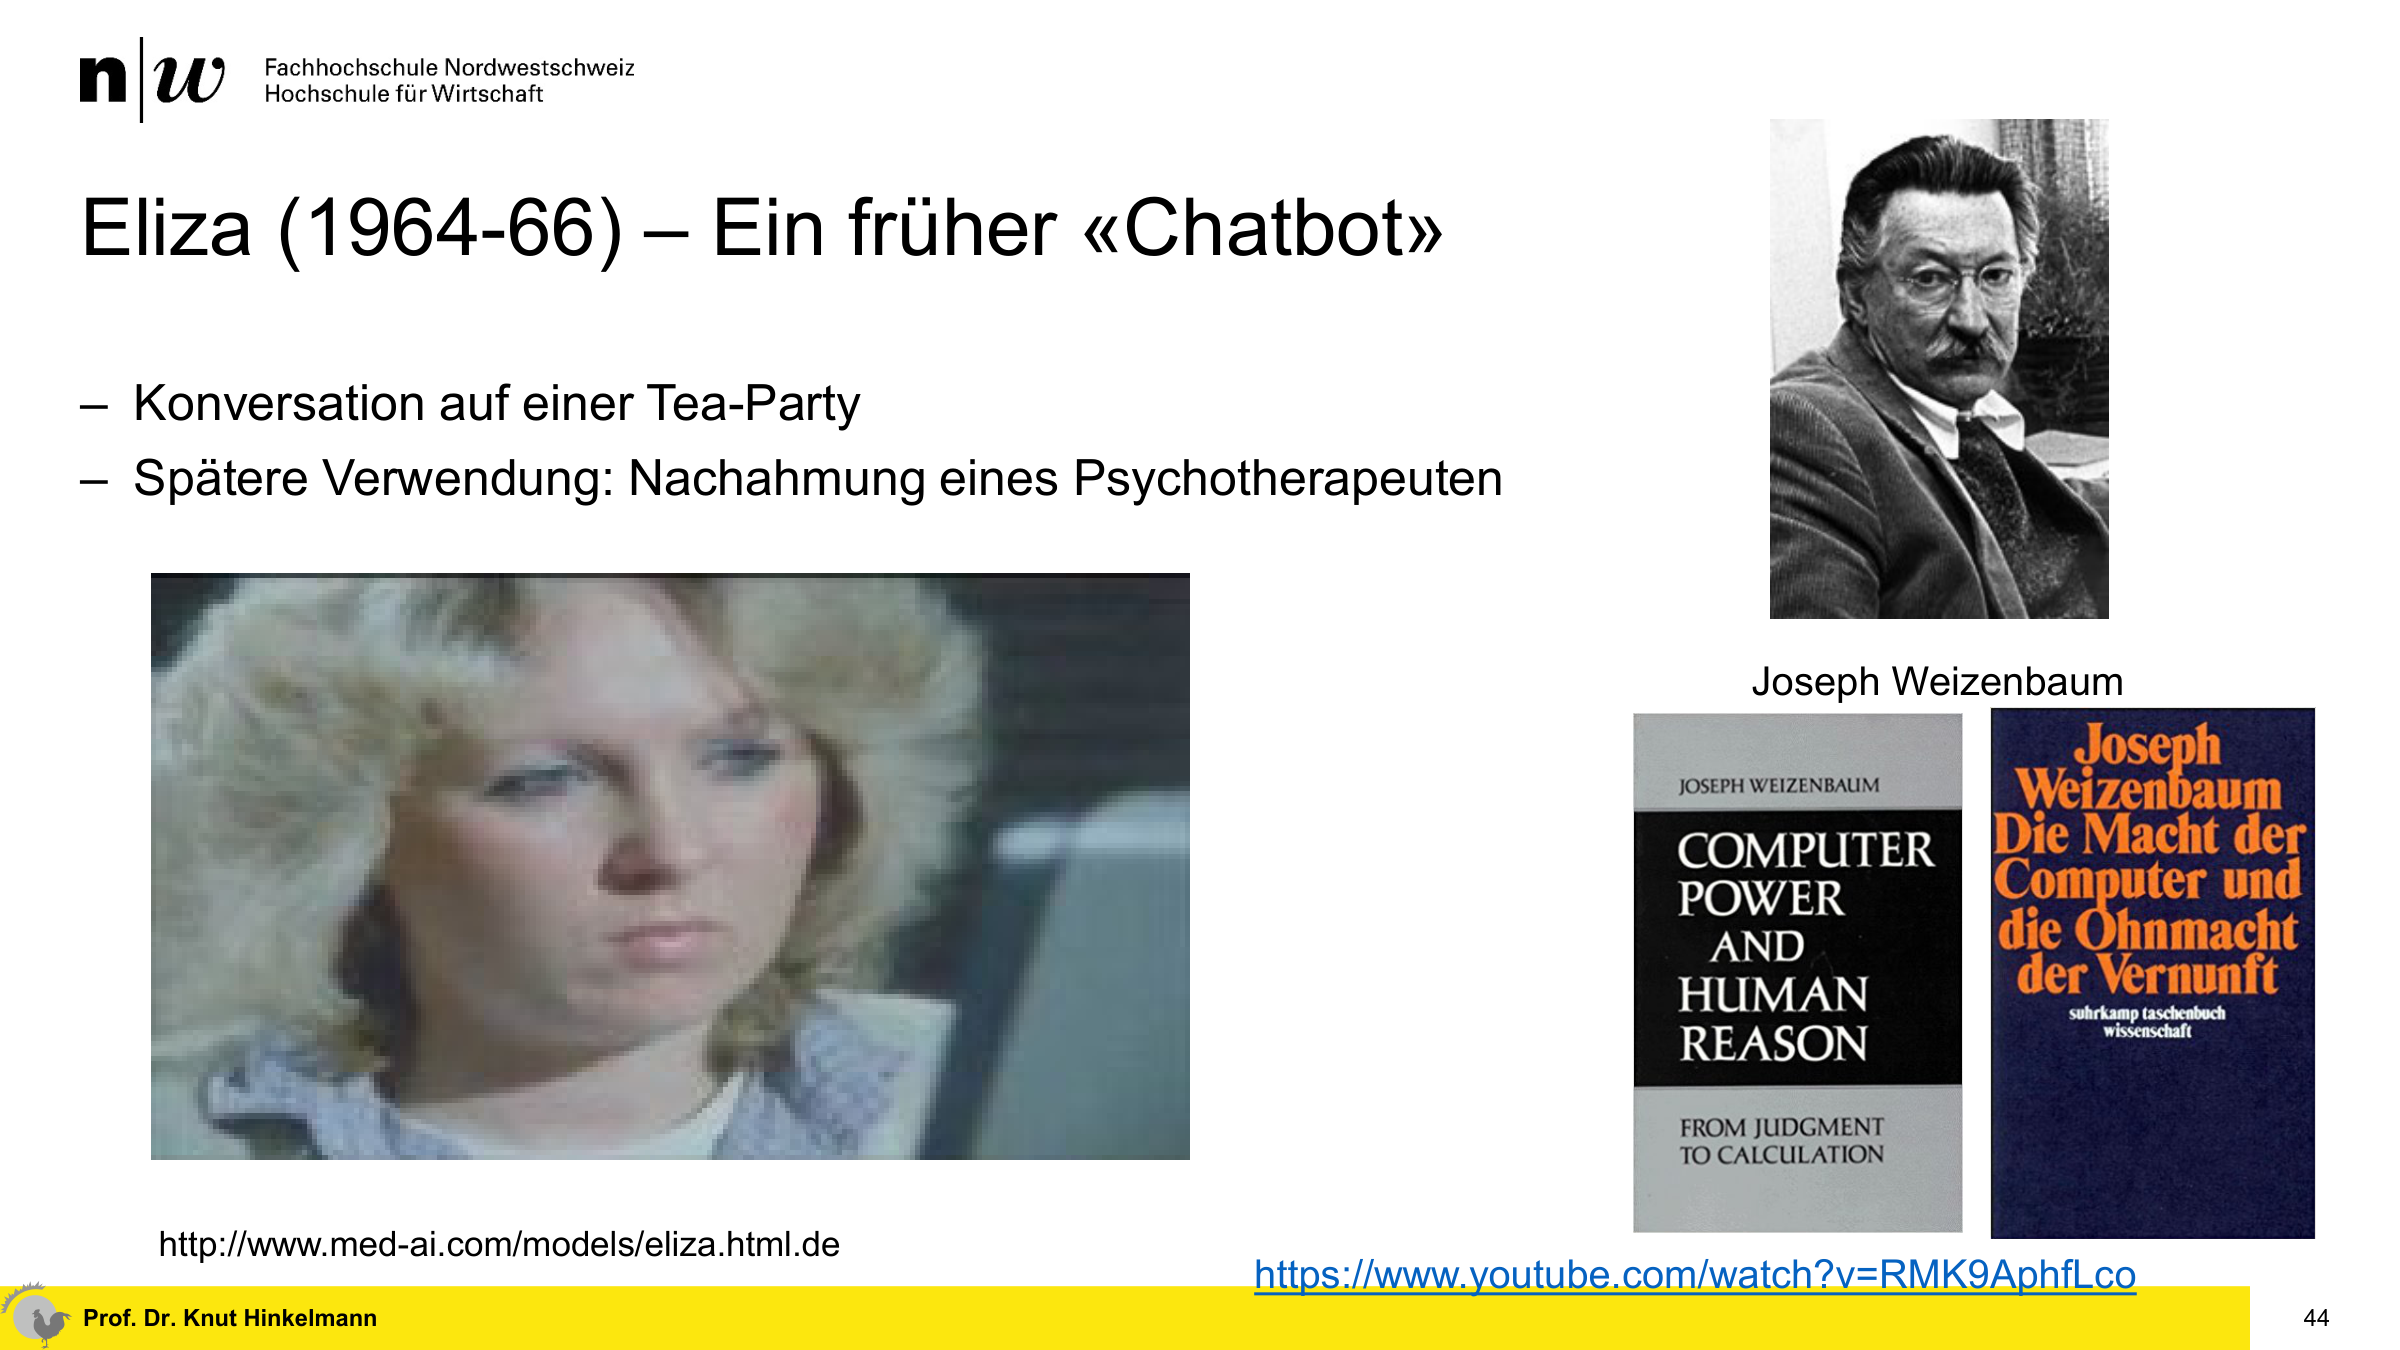 n|w
Fachhochschule Nordwestschweiz
Hochschule für Wirtschaft
Eliza (1964-66) – Ein früher «Chatbot»
– Konversation auf einer Tea-Party
– Spätere Verwendung: Nachahmung eines Psychotherapeuten
Joseph Weizenbaum
JOSEPH WEIZENBAUM
COMPUTER
POWER
AND
HUMAN
REASON
FROM JUDGMENT
TO CALCULATION
Joseph
Weizenbaum
Die Macht der
Computer und
die Ohnmacht
der Vernunft
suhrkamp taschenbuch
wissenschaft
http://www.med-ai.com/models/eliza.html.de
https://www.youtube.com/watch?v=RMK9AphfLco
Prof. Dr. Knut Hinkelmann
44